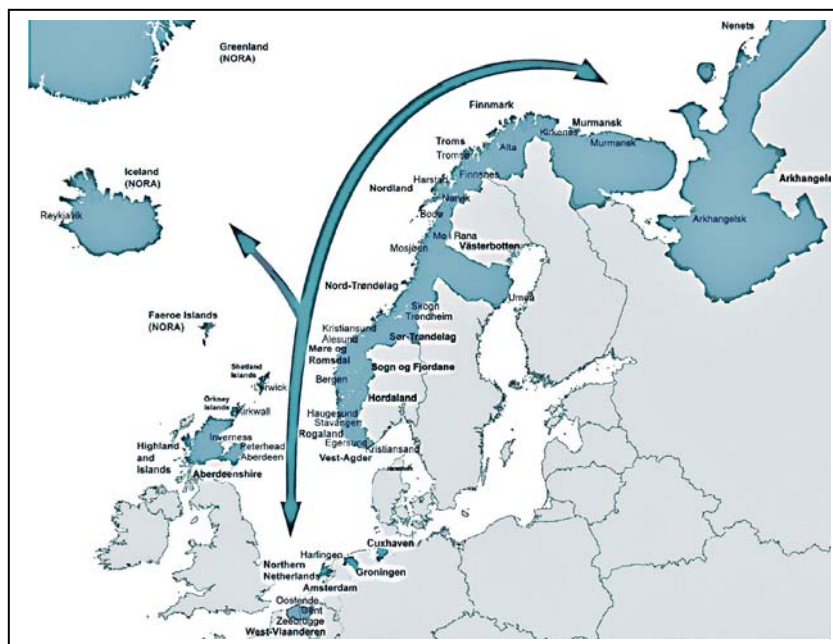 Nenets
Greenland
(NORA)
Finnmark
Murmansk
Kirkenes
Troms
Alta
Murmansk
Tromsø
Iceland
(NORA)
Harstad
Finnsnes
Arkhangelsk
Nordland
Narvik
Reykjavik
Bodø
Arkhangelsk
Mo i Rana
Mosjøen
Västerbotten
Nord-Trøndelag
Umeå
Skogn
Trondheim
Faeroe Islands
(NORA)
Kristiansund
Ålesund
Sør-Trøndelag
Møre og
Romsdal
Sogn og Fjordane
Shetland
Islands
Bergen
Lerwick
Hordaland
Orkney
Islands
Kirkwall
Haugesund
Stavanger
Inverness
Rogaland
Highland
and
Islands
Peterhead
Egersund
Kristiansand
Aberdeen
Vest-Agder
Aberdeenshire
Cuxhaven
Harlingen
Northern
Netherlands
Groningen
Amsterdam
Oostende
Gent
Zeebrugge
West-Vlaanderen